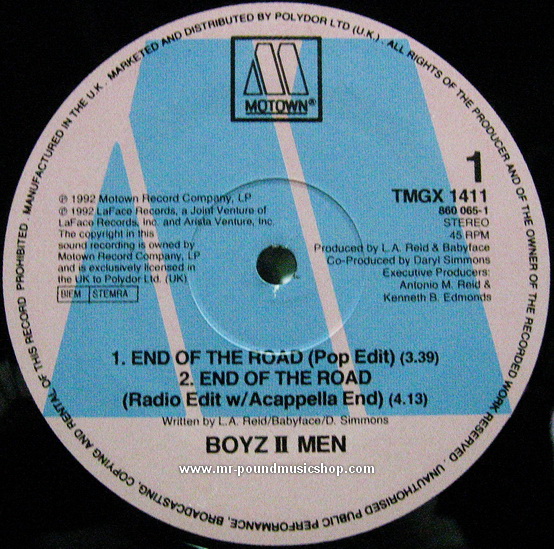 MANUFACTURED IN THE U.K. · MARKETED AND DISTRIBUTED BY POLYDOR LTD (U.K.) · ALL RIGHTS OF THE PRODUCER AND OF THE OWNER OF THE RECORDED WORK RESERVED · UNAUTHORISED PUBLIC PERFORMANCE, BROADCASTING, COPYING AND RENTAL OF THIS RECORD PROHIBITED ·
MOTOWN®
1
TMGX 1411
860 065-1
STEREO
45 RPM
℗ 1992 Motown Record Company, LP
℗ 1992 LaFace Records, a Joint Venture of
LaFace Records, Inc. and Arista Venture, Inc.
The copyright in this
sound recording is owned by
Motown Record Company, LP
and is exclusively licensed in
the UK to Polydor Ltd. (UK)
BIEM STEMRA
Produced by L.A. Reid & Babyface
Co-Produced by Daryl Simmons
Executive Producers:
Antonio M. Reid &
Kenneth B. Edmonds
1. END OF THE ROAD (Pop Edit) (3.39)
2. END OF THE ROAD
(Radio Edit w/Acappella End) (4.13)
Written by L.A. Reid/Babyface/D. Simmons
BOYZ II MEN
www.mr-poundmusicshop.com